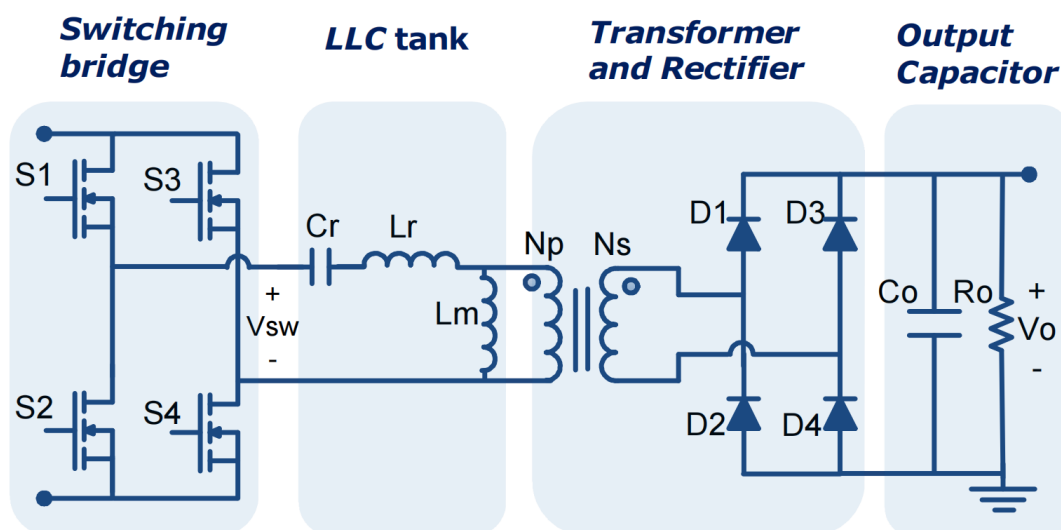 Switching
bridge
LLC tank
Transformer
and Rectifier
Output
Capacitor
S1
S3
S2
S4
+
Vsw
-
Cr
Lr
Lm
Np
Ns
D1
D3
D2
D4
Co
Ro
+
Vo
-